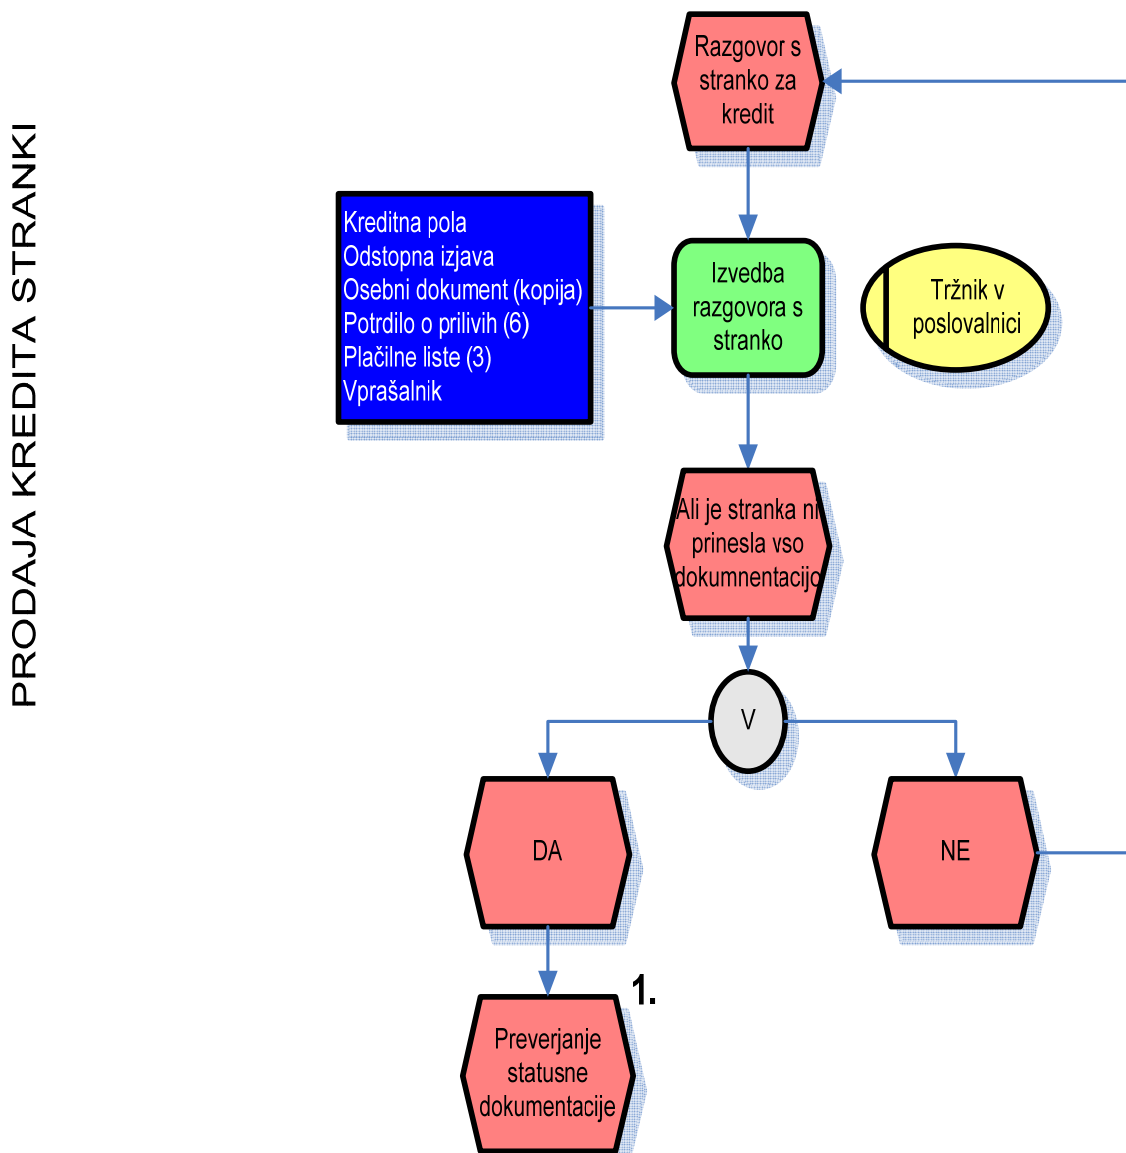 PRODAJA KREDITA STRANKI
Razgovor s
stranko za
kredit
Kreditna pola
Odstopna izjava
Osebni dokument (kopija)
Potrdilo o prilivih (6)
Plačilne liste (3)
Vprašalnik
Izvedba
razgovora s
stranko
Tržnik v
poslovalnici
Ali je stranka ni
prinesla vso
dokumnentacijo
V
DA
NE
1.
Preverjanje
statusne
dokumentacije